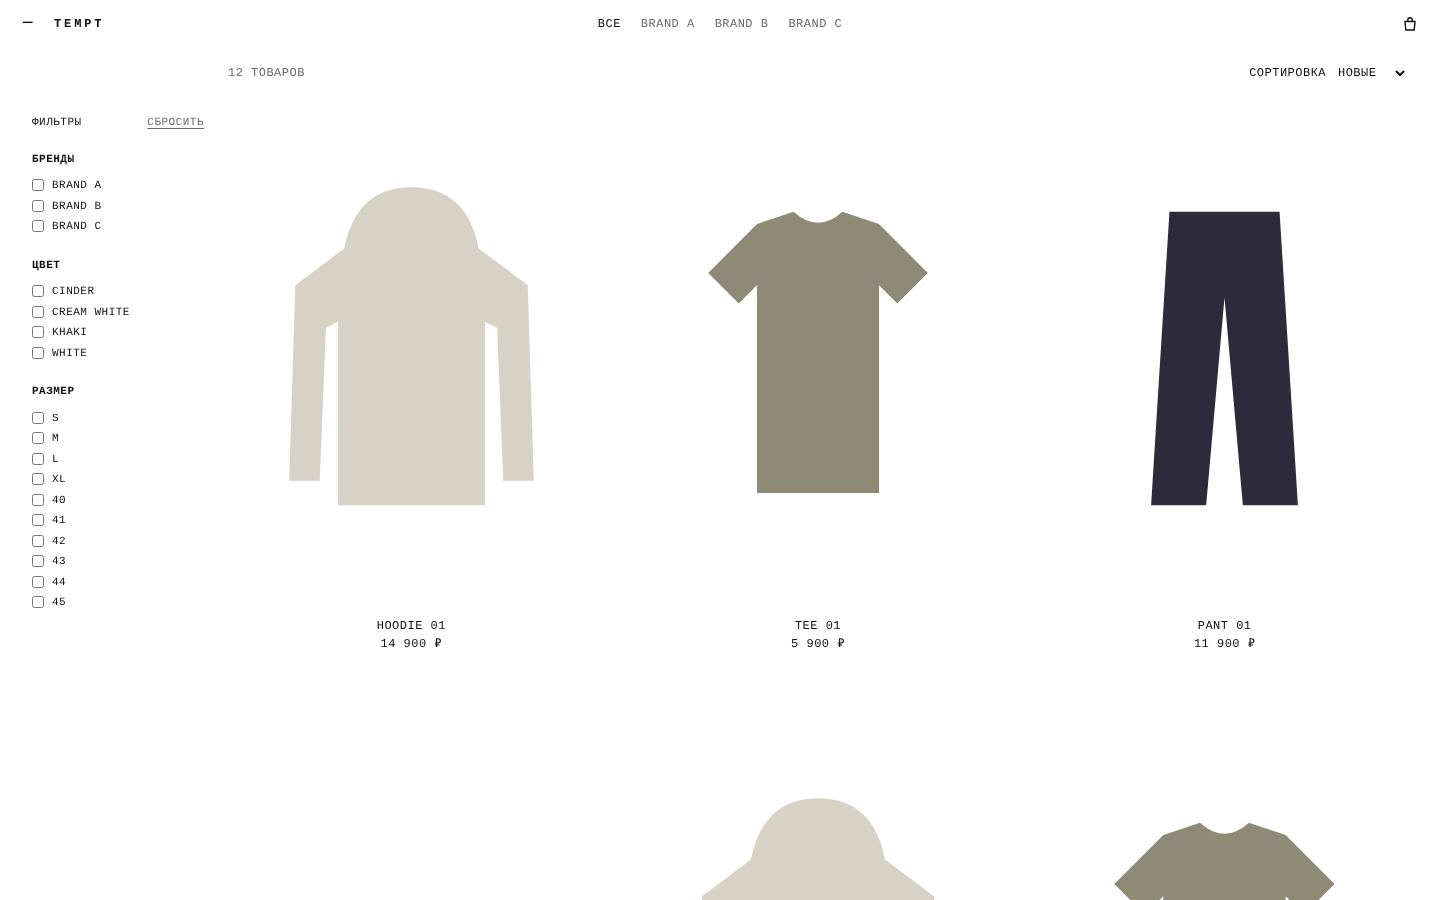 — TEMPT
ВСЕ BRAND A BRAND B BRAND C
12 ТОВАРОВ
СОРТИРОВКА НОВЫЕ
ФИЛЬТРЫ СБРОСИТЬ
БРЕНДЫ
BRAND A
BRAND B
BRAND C
ЦВЕТ
CINDER
CREAM WHITE
KHAKI
WHITE
РАЗМЕР
S
M
L
XL
40
41
42
43
44
45
HOODIE 01
14 900 ₽
TEE 01
5 900 ₽
PANT 01
11 900 ₽